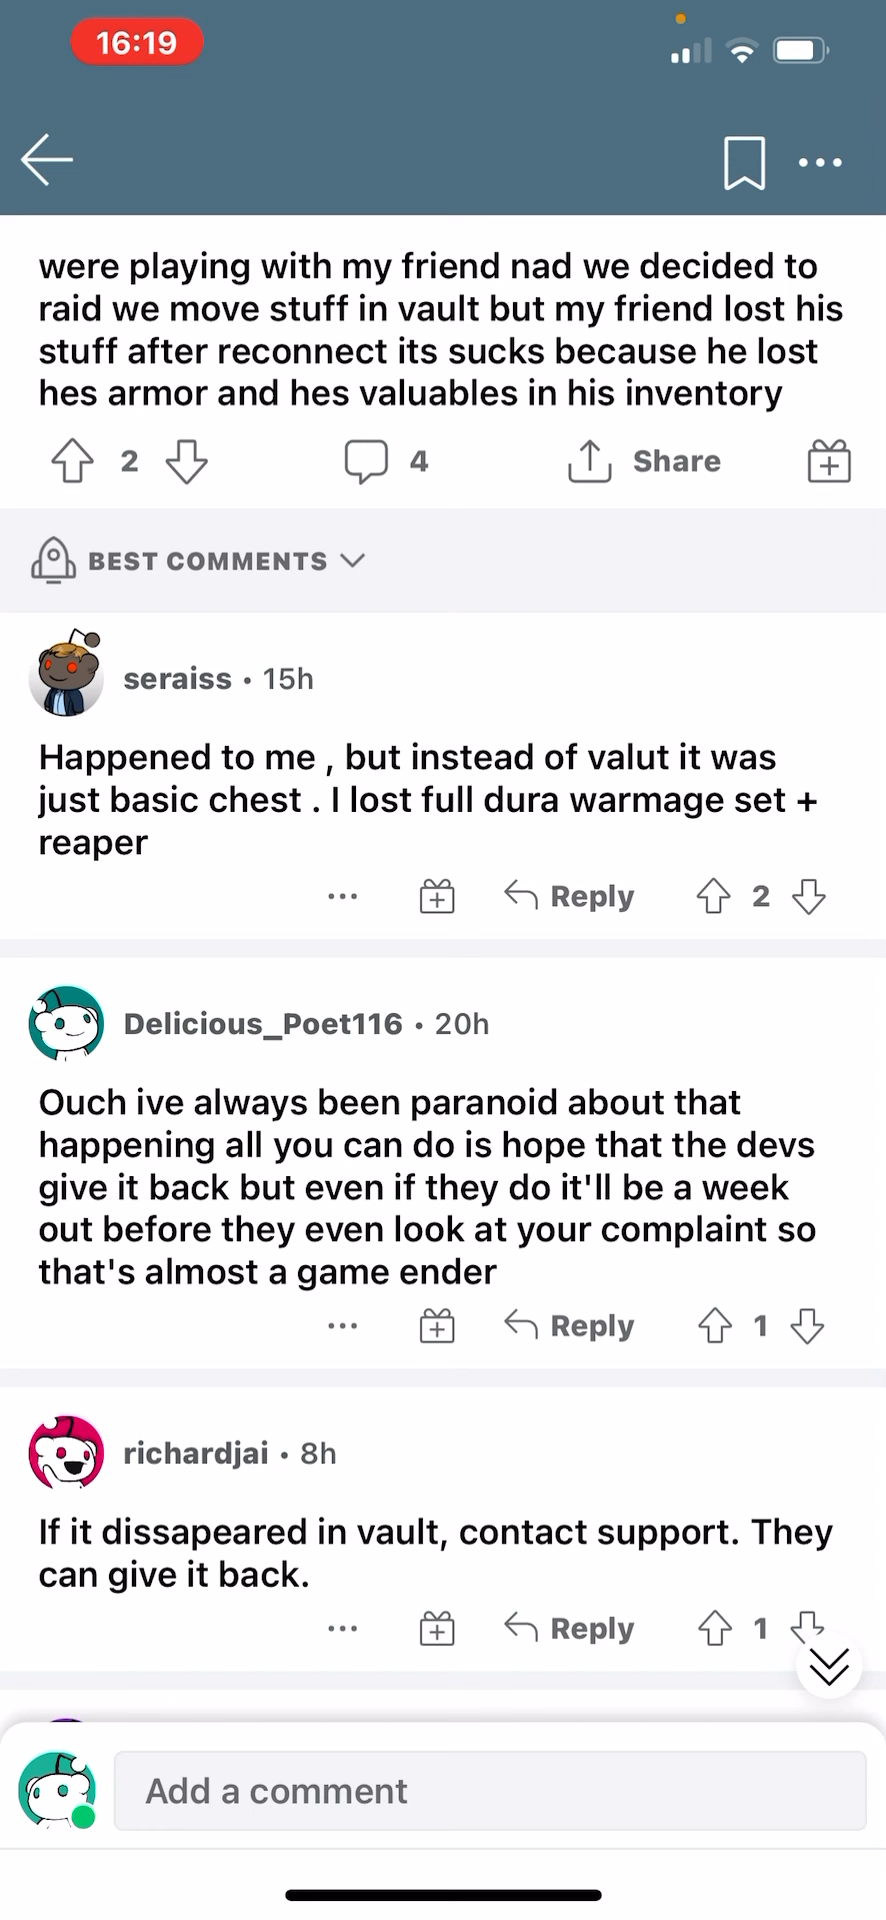 16:19
were playing with my friend nad we decided to
raid we move stuff in vault but my friend lost his
stuff after reconnect its sucks because he lost
hes armor and hes valuables in his inventory
2 4 Share
BEST COMMENTS
seraiss • 15h
Happened to me , but instead of valut it was
just basic chest . I lost full dura warmage set +
reaper
... Reply 2
Delicious_Poet116 • 20h
Ouch ive always been paranoid about that
happening all you can do is hope that the devs
give it back but even if they do it'll be a week
out before they even look at your complaint so
that's almost a game ender
... Reply 1
richardjai • 8h
If it dissapeared in vault, contact support. They
can give it back.
... Reply 1
Add a comment